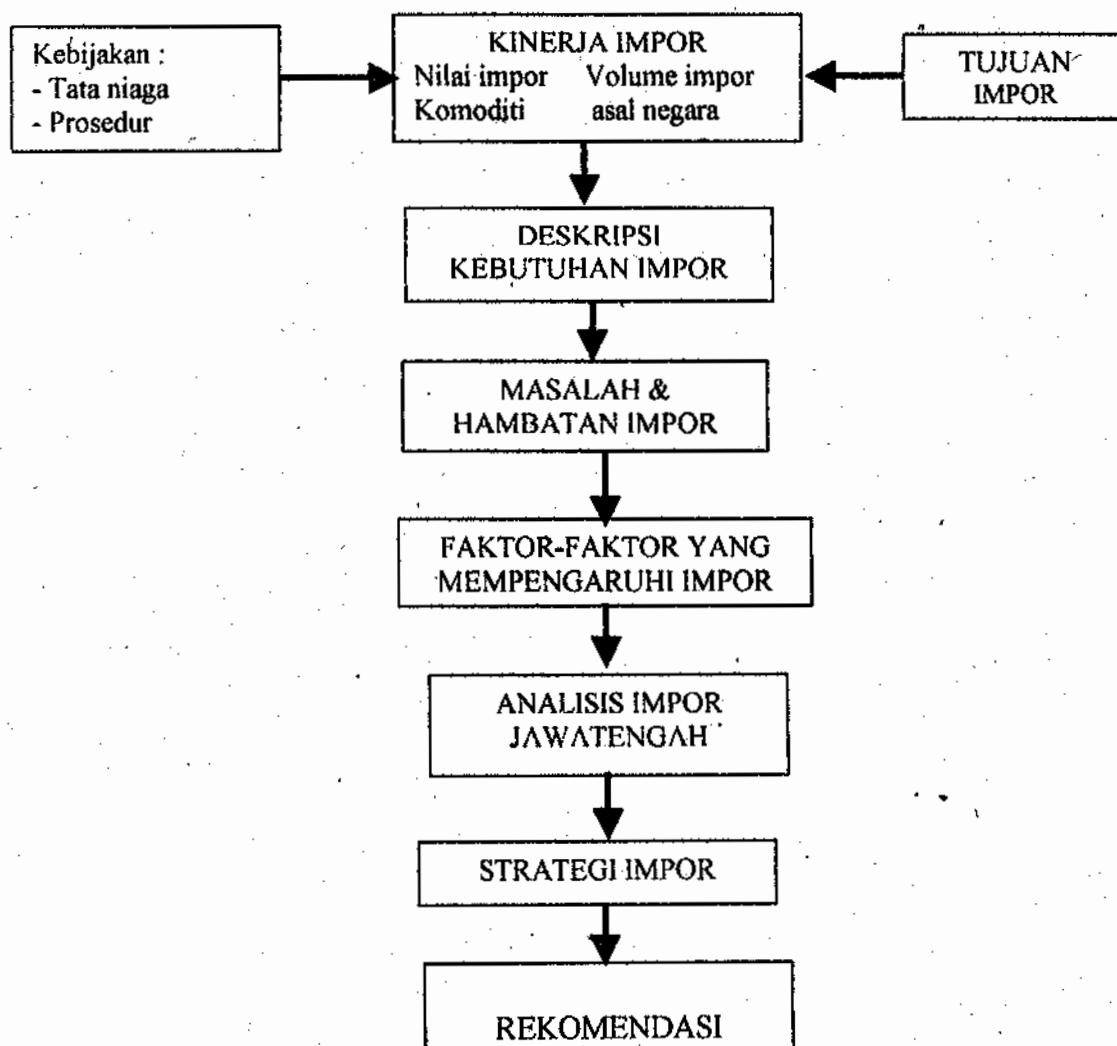 Kebijakan :
- Tata niaga
- Prosedur
KINERJA IMPOR
Nilai impor Volume impor
Komoditi asal negara
TUJUAN
IMPOR
DESKRIPSI
KEBUTUHAN IMPOR
MASALAH &
HAMBATAN IMPOR
FAKTOR-FAKTOR YANG
MEMPENGARUHI IMPOR
ANALISIS IMPOR
JAWATENGAH
STRATEGI IMPOR
REKOMENDASI